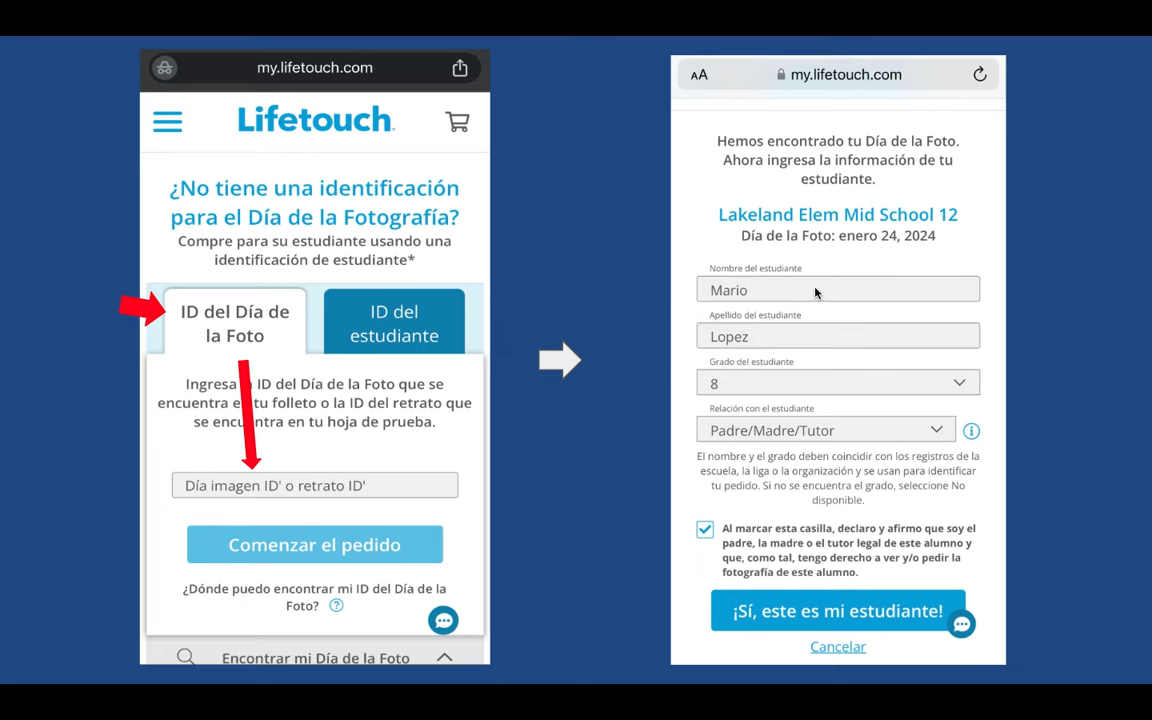 my.lifetouch.com
Lifetouch
¿No tiene una identificación
para el Día de la Fotografía?
Compre para su estudiante usando una
identificación de estudiante*
ID del Día de
la Foto
ID del
estudiante
Ingresa ID del Día de la Foto que se
encuentra en tu folleto o la ID del retrato que
se encuentra en tu hoja de prueba.
Día imagen ID' o retrato ID'
Comenzar el pedido
¿Dónde puedo encontrar mi ID del Día de la
Foto? ?
Encontrar mi Día de la Foto
AA my.lifetouch.com
Hemos encontrado tu Día de la Foto.
Ahora ingresa la información de tu
estudiante.
Lakeland Elem Mid School 12
Día de la Foto: enero 24, 2024
Nombre del estudiante
Mario
Apellido del estudiante
Lopez
Grado del estudiante
8
Relación con el estudiante
Padre/Madre/Tutor
El nombre y el grado deben coincidir con los registros de la
escuela, la liga o la organización y se usan para identificar
tu pedido. Si no se encuentra el grado, seleccione No
disponible.
Al marcar esta casilla, declaro y afirmo que soy el
padre, la madre o el tutor legal de este alumno y
que, como tal, tengo derecho a ver y/o pedir la
fotografía de este alumno.
¡Sí, este es mi estudiante!
Cancelar